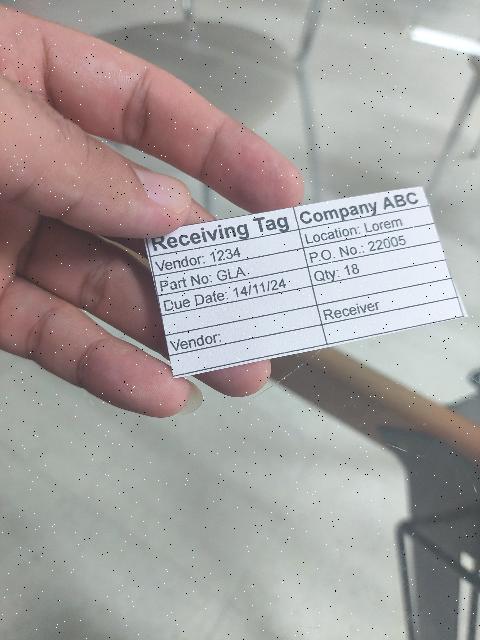 Receiving Tag Company ABC
Vendor: 1234 Location: Lorem
Part No: GLA. P.O. No.: 22005
Due Date: 14/11/24 Qty: 18
Vendor: Receiver